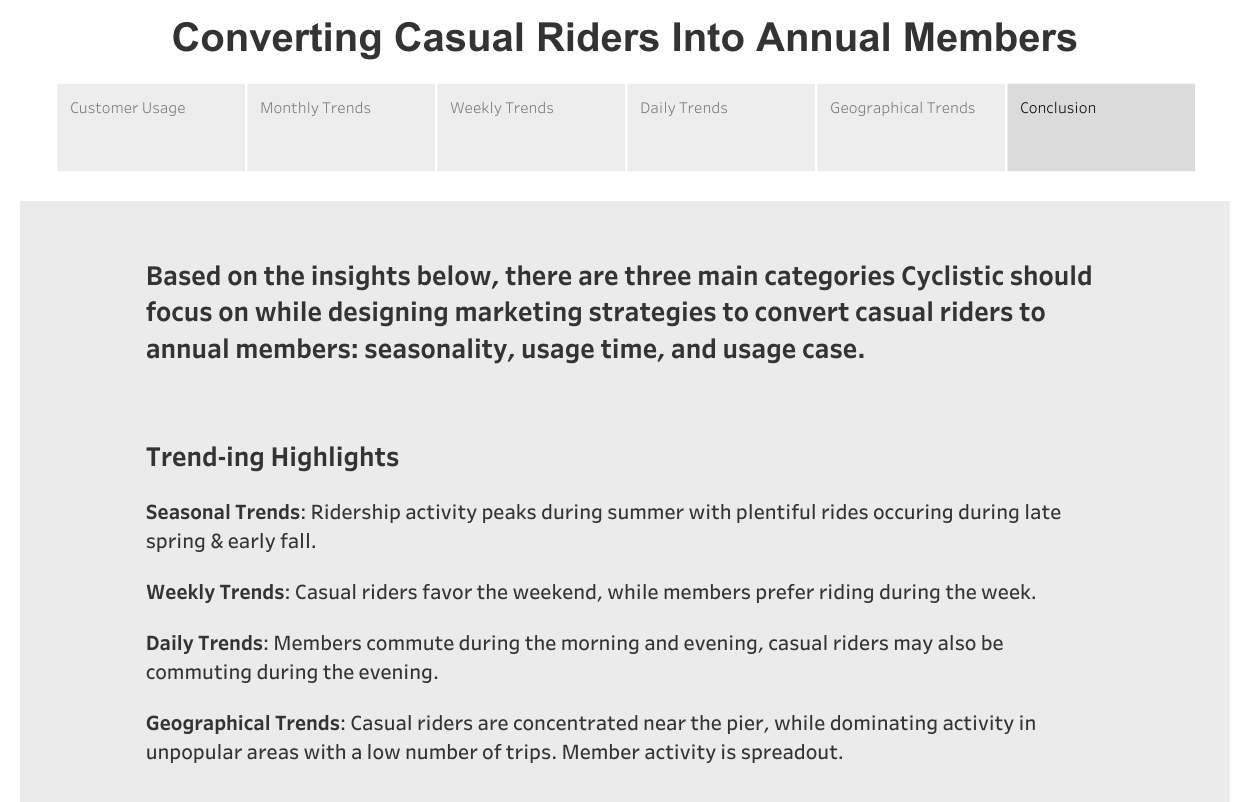 Converting Casual Riders Into Annual Members
Customer Usage
Monthly Trends
Weekly Trends
Daily Trends
Geographical Trends
Conclusion
Based on the insights below, there are three main categories Cyclistic should
focus on while designing marketing strategies to convert casual riders to
annual members: seasonality, usage time, and usage case.
Trend-ing Highlights
Seasonal Trends: Ridership activity peaks during summer with plentiful rides occuring during late
spring & early fall.
Weekly Trends: Casual riders favor the weekend, while members prefer riding during the week.
Daily Trends: Members commute during the morning and evening, casual riders may also be
commuting during the evening.
Geographical Trends: Casual riders are concentrated near the pier, while dominating activity in
unpopular areas with a low number of trips. Member activity is spreadout.